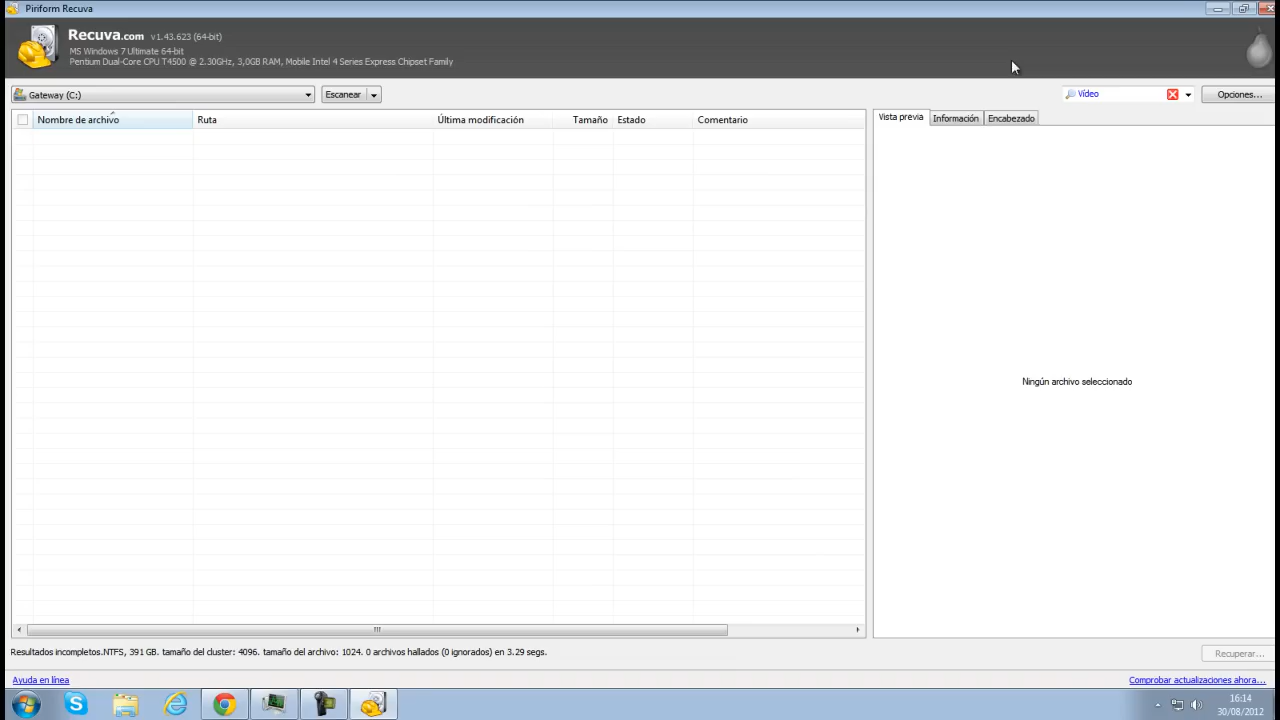 Piriform Recuva
Recuva.com v1.43.623 (64-bit)
MS Windows 7 Ultimate 64-bit
Pentium Dual-Core CPU T4500 @ 2.30GHz, 3,0GB RAM, Mobile Intel 4 Series Express Chipset Family
Gateway (C:) Escanear Vídeo Opciones...
Nombre de archivo Ruta Última modificación Tamaño Estado Comentario Vista previa Información Encabezado
Ningún archivo seleccionado
Resultados incompletos.NTFS, 391 GB. tamaño del cluster: 4096. tamaño del archivo: 1024. 0 archivos hallados (0 ignorados) en 3.29 segs. Recuperar...
Ayuda en línea Comprobar actualizaciones ahora...
16:14
30/08/2012